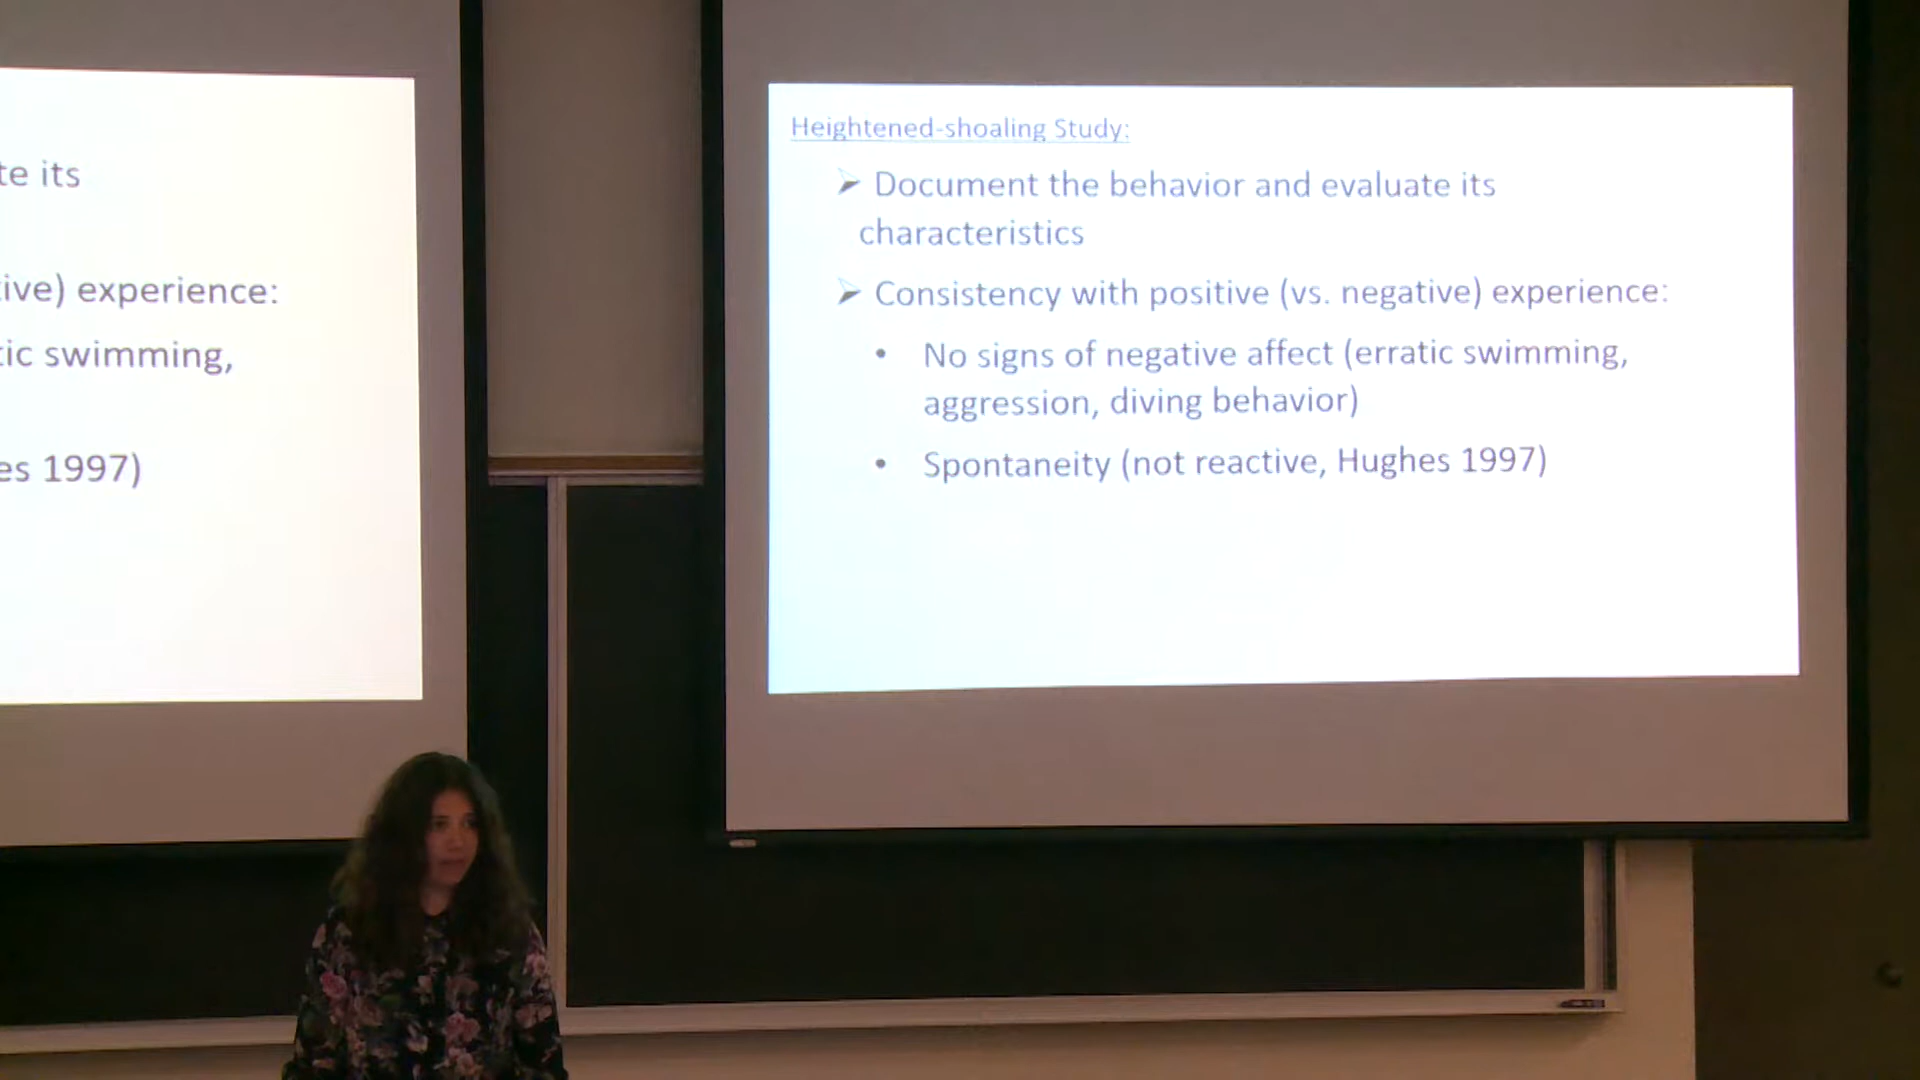 te its
ive) experience:
ic swimming,
es 1997)
Heightened-shoaling Study:
➢ Document the behavior and evaluate its
characteristics
➢ Consistency with positive (vs. negative) experience:
• No signs of negative affect (erratic swimming,
aggression, diving behavior)
• Spontaneity (not reactive, Hughes 1997)